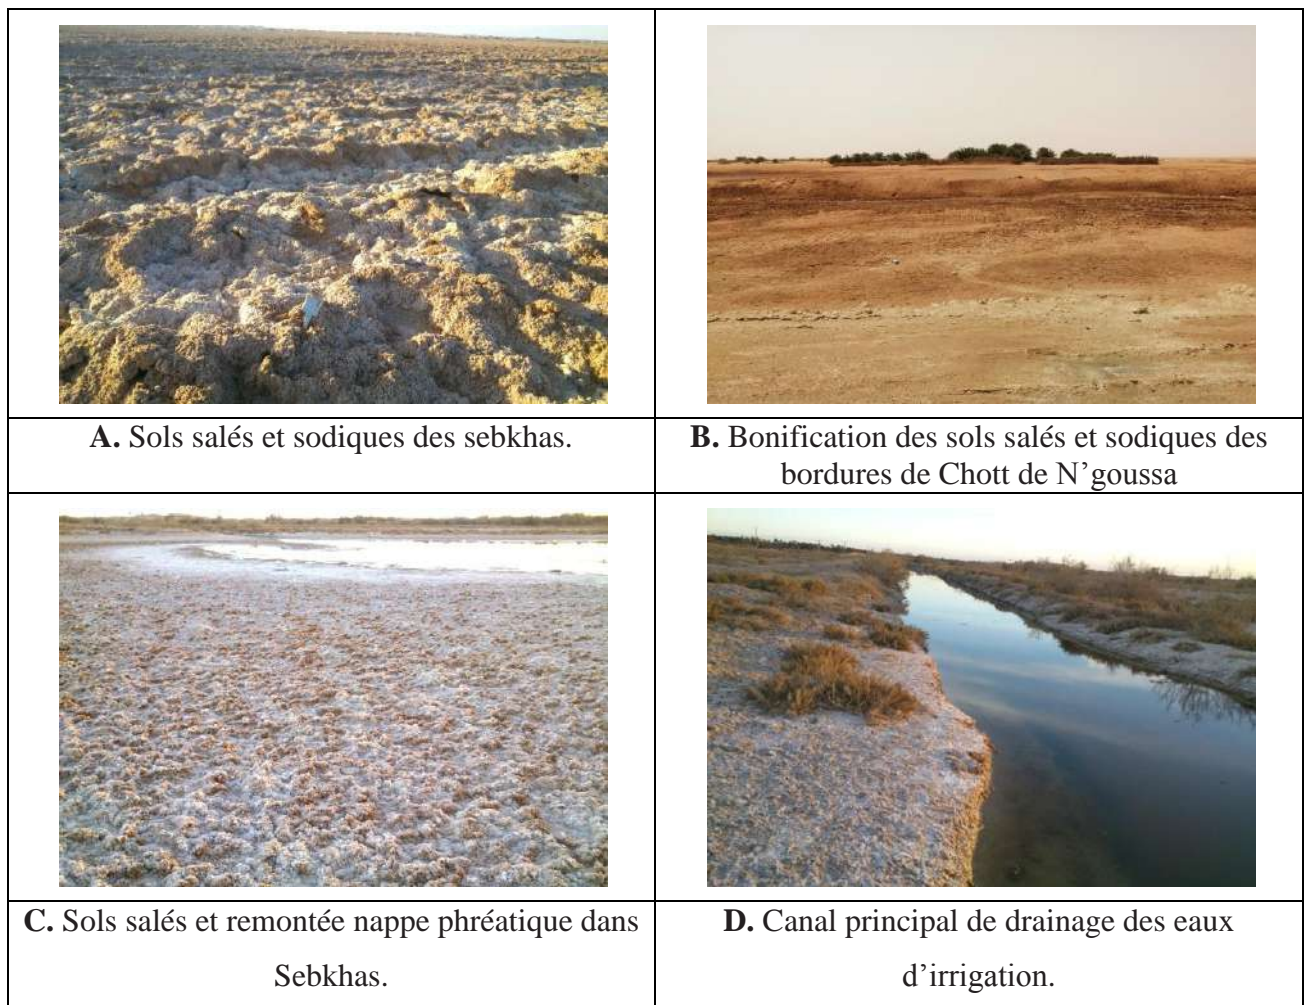 A. Sols salés et sodiques des sebkhas.
B. Bonification des sols salés et sodiques des
bordures de Chott de N’goussa
C. Sols salés et remontée nappe phréatique dans
Sebkhas.
D. Canal principal de drainage des eaux
d’irrigation.